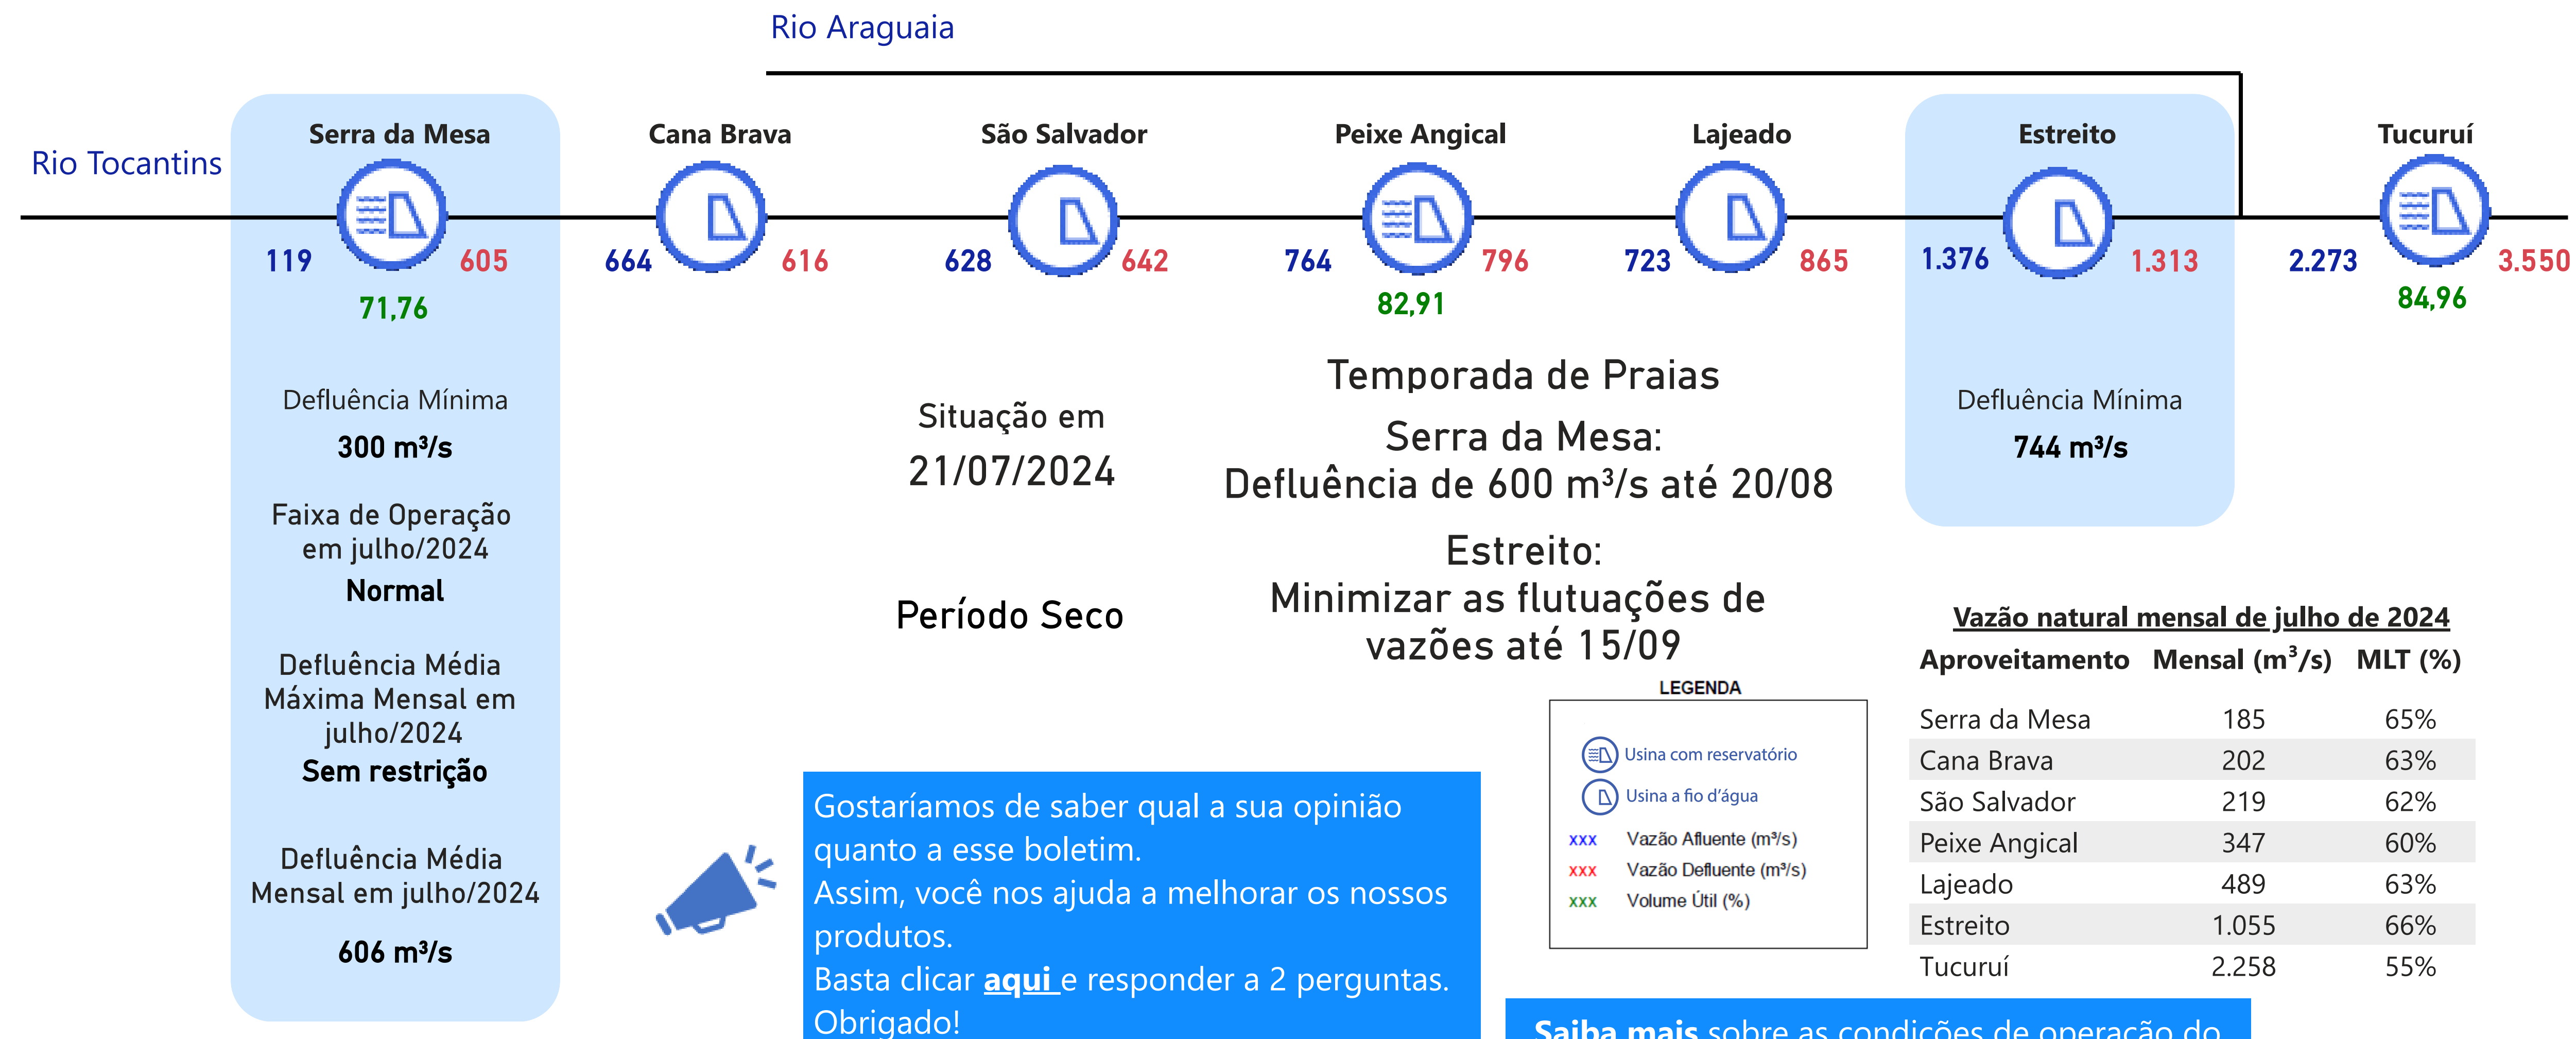 Rio Araguaia
Rio Tocantins
Serra da Mesa
Cana Brava
São Salvador
Peixe Angical
Lajeado
Estreito
Tucuruí
119
605
664
616
628
642
764
796
723
865
1.376
1.313
2.273
3.550
71,76
82,91
84,96
Defluência Mínima
300 m³/s
Faixa de Operação
em julho/2024
Normal
Defluência Média
Máxima Mensal em
julho/2024
Sem restrição
Defluência Média
Mensal em julho/2024
606 m³/s
Situação em
21/07/2024
Período Seco
Temporada de Praias
Serra da Mesa:
Defluência de 600 m³/s até 20/08
Estreito:
Minimizar as flutuações de
vazões até 15/09
Defluência Mínima
744 m³/s
Gostaríamos de saber qual a sua opinião
quanto a esse boletim.
Assim, você nos ajuda a melhorar os nossos
produtos.
Basta clicar aqui e responder a 2 perguntas.
Obrigado!
LEGENDA
Usina com reservatório
Usina a fio d'água
xxx Vazão Afluente (m³/s)
xxx Vazão Defluente (m³/s)
xxx Volume Útil (%)
Vazão natural mensal de julho de 2024
Aproveitamento Mensal (m³/s) MLT (%)
Serra da Mesa 185 65%
Cana Brava 202 63%
São Salvador 219 62%
Peixe Angical 347 60%
Lajeado 489 63%
Estreito 1.055 66%
Tucuruí 2.258 55%
Saiba mais sobre as condições de operação do